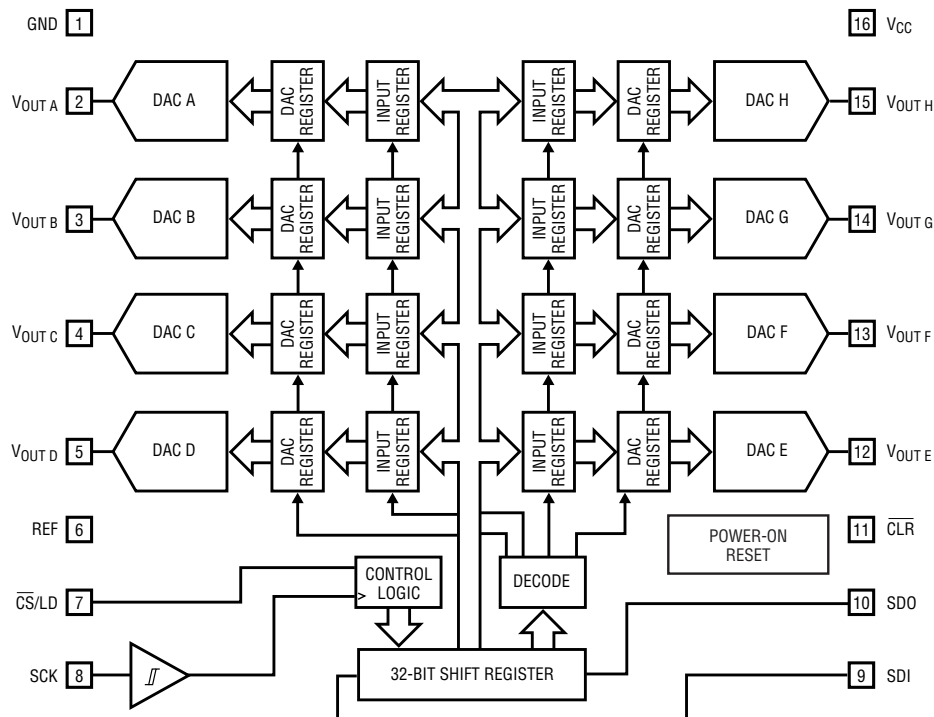 GND 1
16 VCC
VOUT A 2 DAC A DAC REGISTER INPUT REGISTER INPUT REGISTER DAC REGISTER DAC H 15 VOUT H
VOUT B 3 DAC B DAC REGISTER INPUT REGISTER INPUT REGISTER DAC REGISTER DAC G 14 VOUT G
VOUT C 4 DAC C DAC REGISTER INPUT REGISTER INPUT REGISTER DAC REGISTER DAC F 13 VOUT F
VOUT D 5 DAC D DAC REGISTER INPUT REGISTER INPUT REGISTER DAC REGISTER DAC E 12 VOUT E
REF 6
POWER-ON
RESET
11 C̅L̅R̅
C̅S̅/LD 7
CONTROL
LOGIC
DECODE
10 SDO
SCK 8
32-BIT SHIFT REGISTER
9 SDI